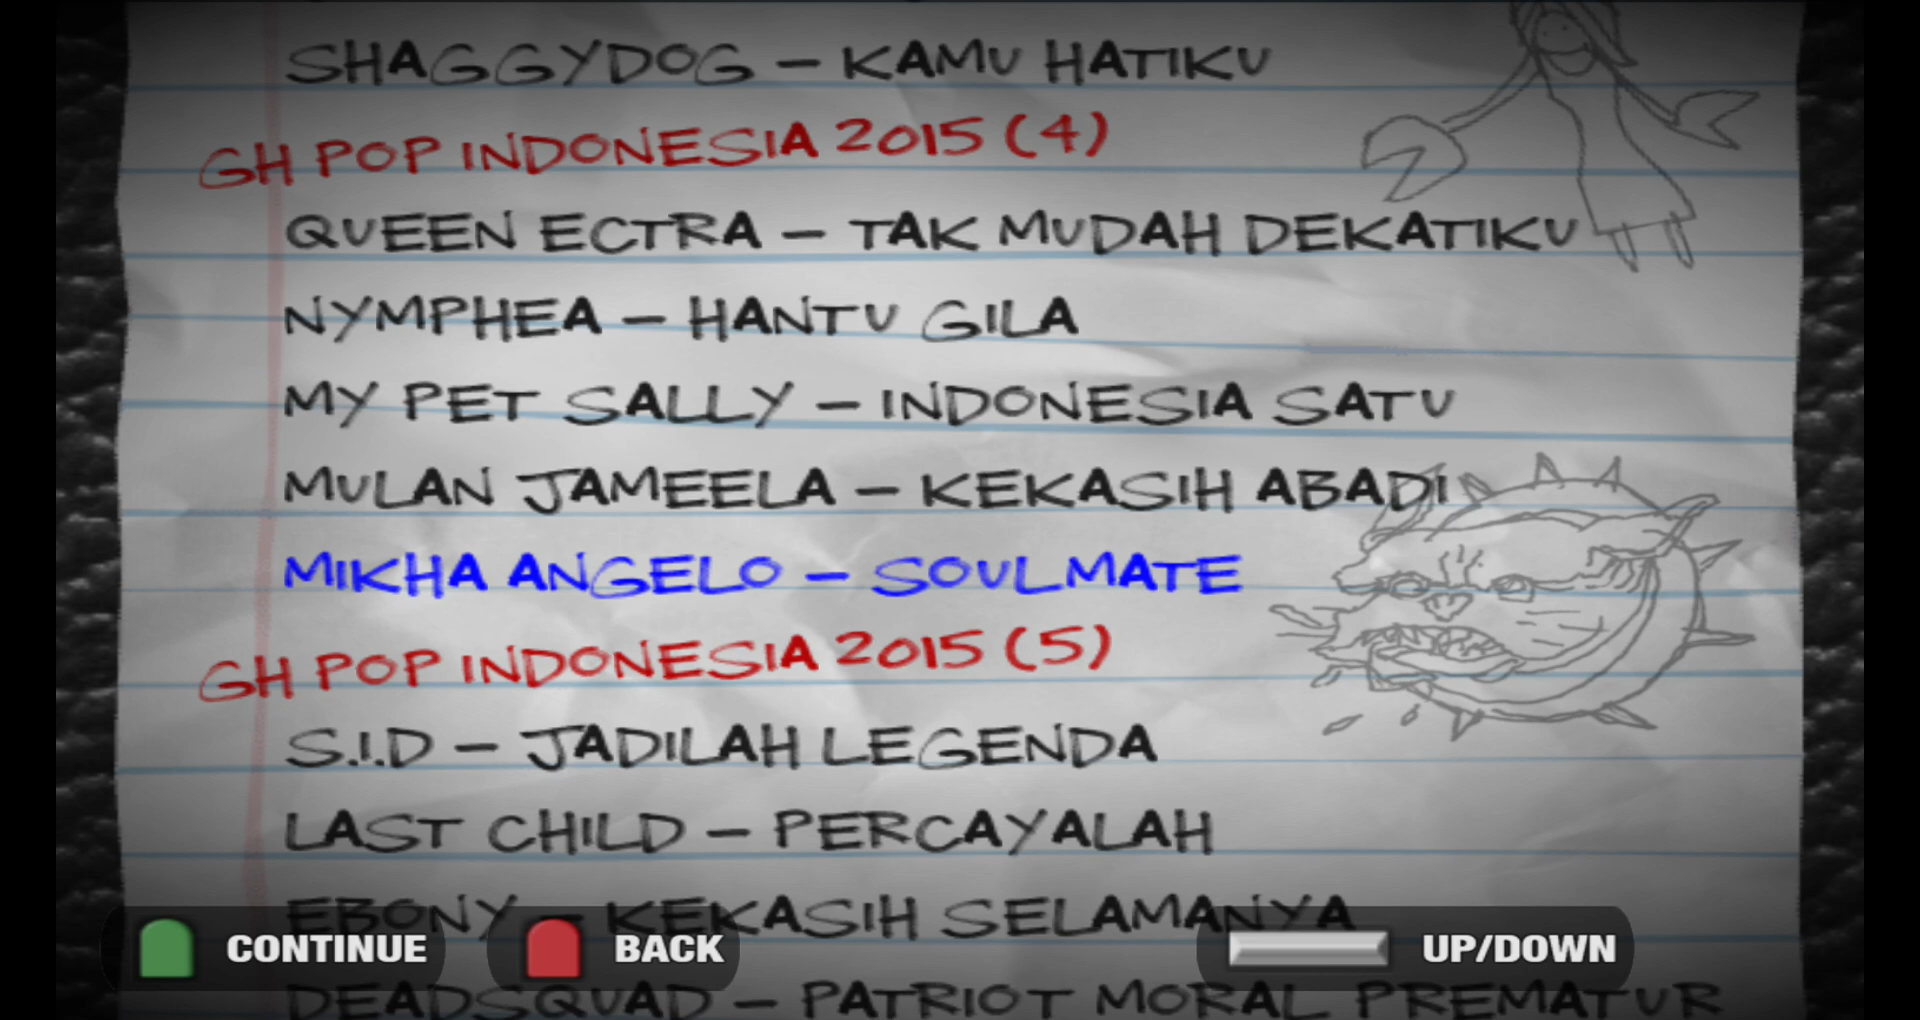 SHAGGYDOG – KAMU HATIKU
GH POP INDONESIA 2015 (4)
QUEEN ECTRA – TAK MUDAH DEKATIKU
NYMPHEA – HANTU GILA
MY PET SALLY – INDONESIA SATU
MULAN JAMEELA – KEKASIH ABADI
MIKHA ANGELO – SOULMATE
GH POP INDONESIA 2015 (5)
S.I.D – JADILAH LEGENDA
LAST CHILD – PERCAYALAH
EBONY – KEKASIH SELAMANYA
CONTINUE BACK UP/DOWN
DEADSQUAD – PATRIOT MORAL PREMATUR